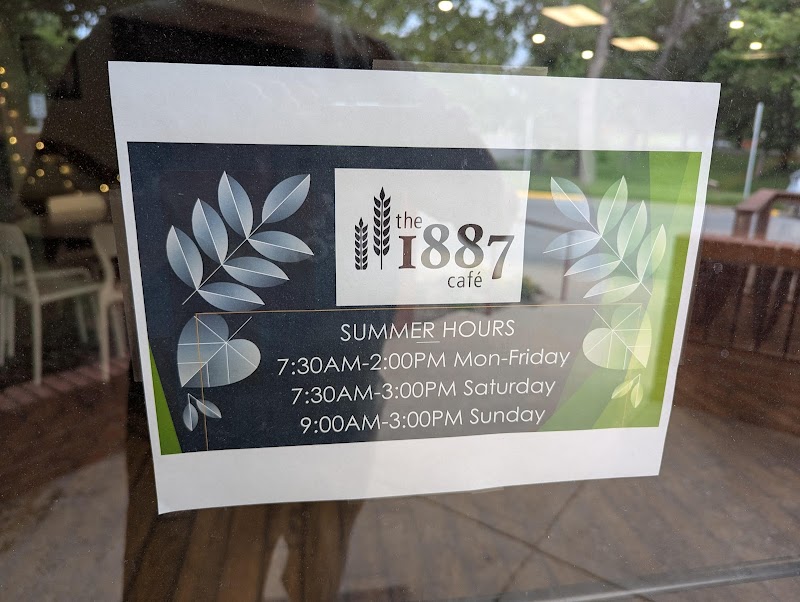 the
1887
café
SUMMER HOURS
7:30AM-2:00PM Mon-Friday
7:30AM-3:00PM Saturday
9:00AM-3:00PM Sunday